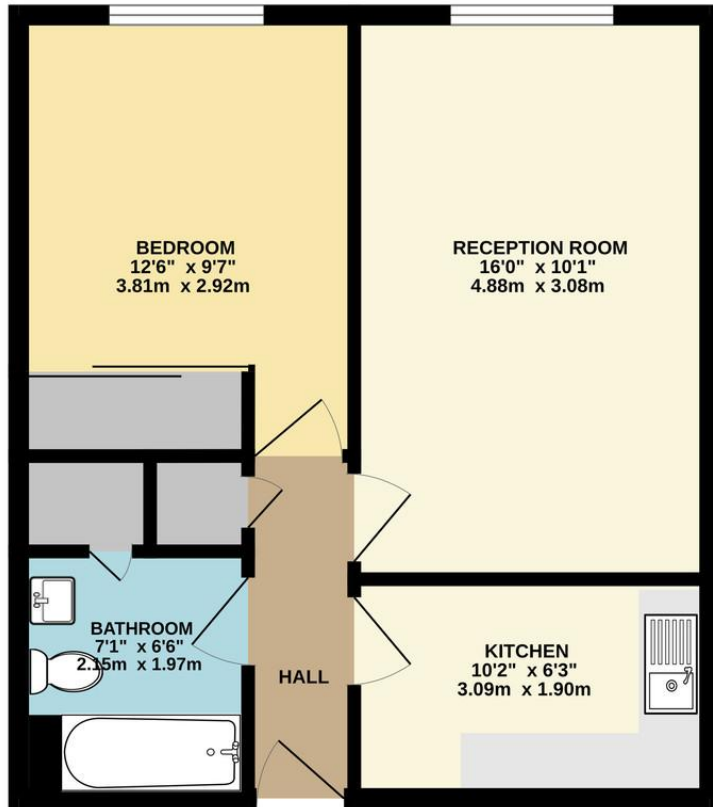 BEDROOM
12'6" x 9'7"
3.81m x 2.92m
RECEPTION ROOM
16'0" x 10'1"
4.88m x 3.08m
BATHROOM
7'1" x 6'6"
2.15m x 1.97m
HALL
KITCHEN
10'2" x 6'3"
3.09m x 1.90m